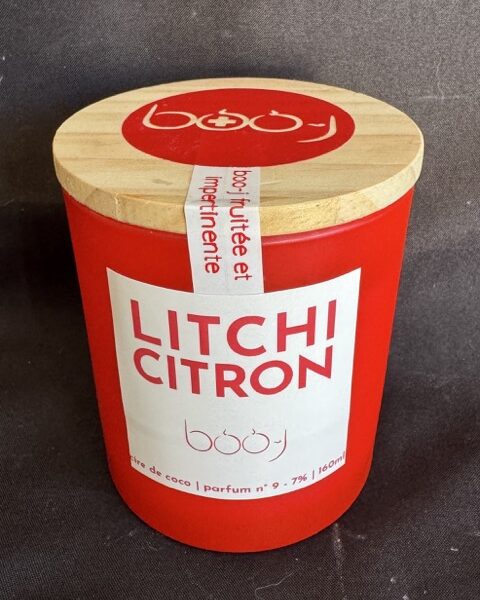 boo-j
boo-j fruitée et
impertinente
LITCHI
CITRON
boo-j
cire de coco | parfum n° 9 - 7% | 160ml